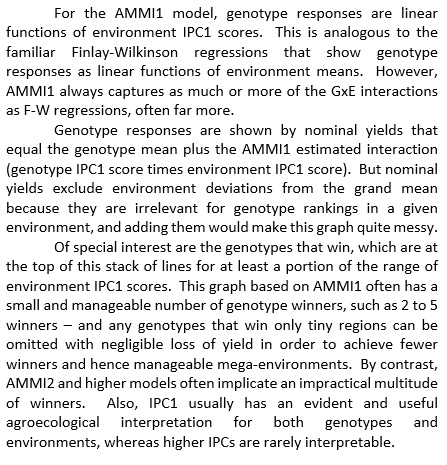 For the AMMI1 model, genotype responses are linear
functions of environment IPC1 scores. This is analogous to the
familiar Finlay-Wilkinson regressions that show genotype
responses as linear functions of environment means. However,
AMMI1 always captures as much or more of the GxE interactions
as F-W regressions, often far more.
Genotype responses are shown by nominal yields that
equal the genotype mean plus the AMMI1 estimated interaction
(genotype IPC1 score times environment IPC1 score). But nominal
yields exclude environment deviations from the grand mean
because they are irrelevant for genotype rankings in a given
environment, and adding them would make this graph quite messy.
Of special interest are the genotypes that win, which are at
the top of this stack of lines for at least a portion of the range of
environment IPC1 scores. This graph based on AMMI1 often has a
small and manageable number of genotype winners, such as 2 to 5
winners – and any genotypes that win only tiny regions can be
omitted with negligible loss of yield in order to achieve fewer
winners and hence manageable mega-environments. By contrast,
AMMI2 and higher models often implicate an impractical multitude
of winners. Also, IPC1 usually has an evident and useful
agroecological interpretation for both genotypes and
environments, whereas higher IPCs are rarely interpretable.